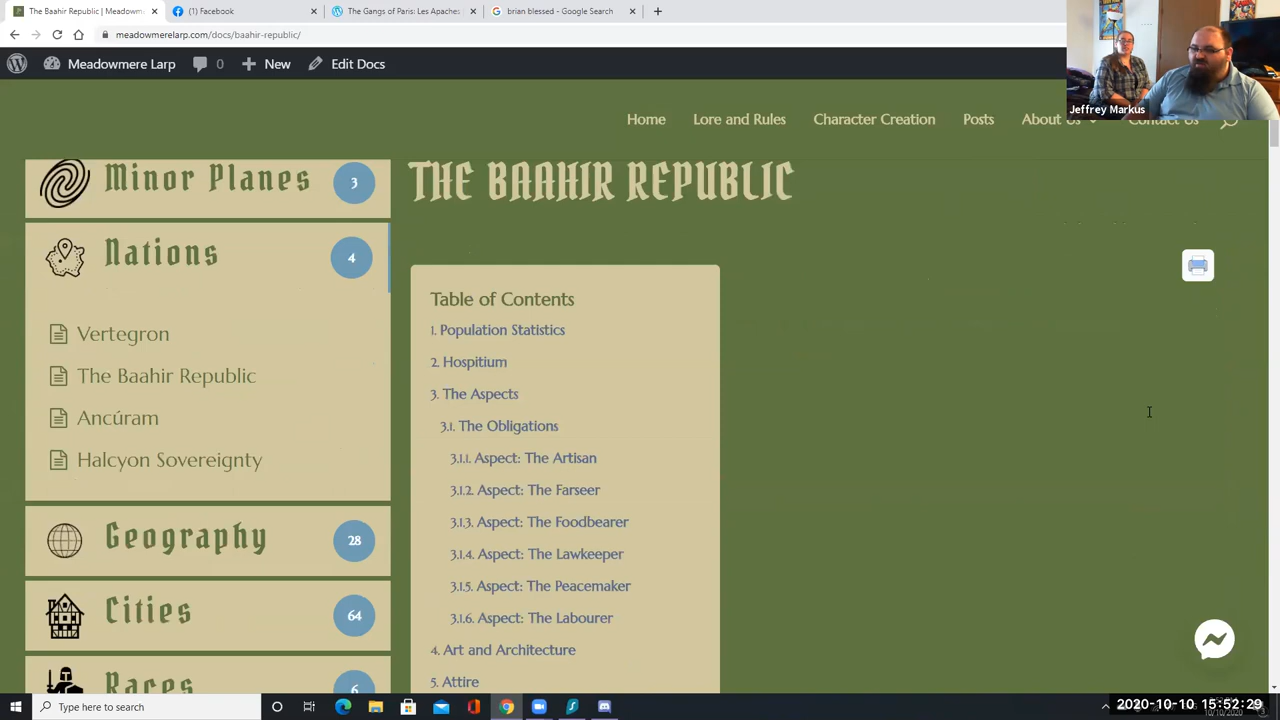 The Baahir Republic | Meadowm
(1) Facebook
The Gangs of Paris: Les Apaches
brian blessed - Google Search
meadowmerelarp.com/docs/baahir-republic/
Meadowmere Larp 0 New Edit Docs
Jeffrey Markus
Home Lore and Rules Character Creation Posts About Us Contact Us
Minor Planes 3
Nations 4
Vertegron
The Baahir Republic
Ancúram
Halcyon Sovereignty
Geography 28
Cities 64
Races 6
THE BAAHIR REPUBLIC
Table of Contents
1. Population Statistics
2. Hospitium
3. The Aspects
3.1. The Obligations
3.1.1. Aspect: The Artisan
3.1.2. Aspect: The Farseer
3.1.3. Aspect: The Foodbearer
3.1.4. Aspect: The Lawkeeper
3.1.5. Aspect: The Peacemaker
3.1.6. Aspect: The Labourer
4. Art and Architecture
5. Attire
Type here to search
2020-10-10 15:52:29